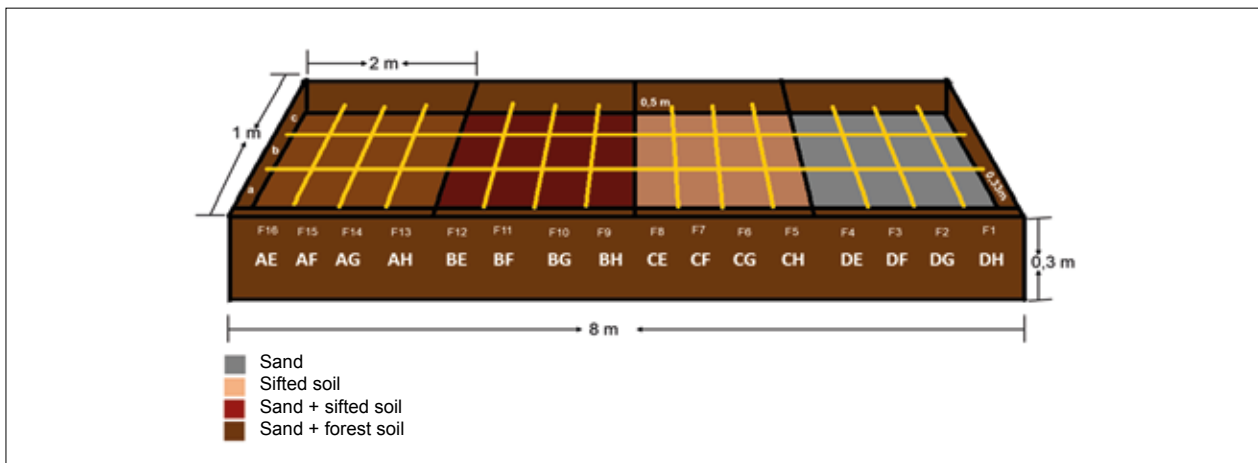 2 m
1 m
0,5 m
c
b
a
0,33m
F16 F15 F14 F13 F12 F11 F10 F9 F8 F7 F6 F5 F4 F3 F2 F1
AE AF AG AH BE BF BG BH CE CF CG CH DE DF DG DH
0,3 m
8 m
Sand
Sifted soil
Sand + sifted soil
Sand + forest soil